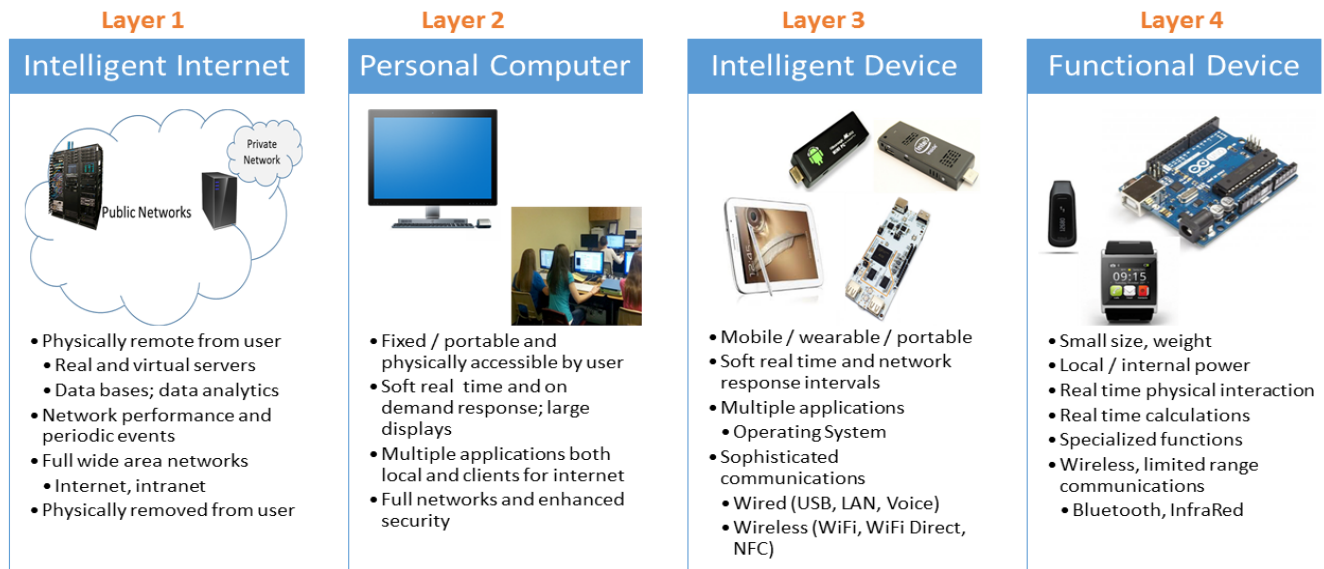 Layer 1
Intelligent Internet
Private
Network
Public Networks
• Physically remote from user
• Real and virtual servers
• Data bases; data analytics
• Network performance and
periodic events
• Full wide area networks
• Internet, intranet
• Physically removed from user
Layer 2
Personal Computer
• Fixed / portable and
physically accessible by user
• Soft real  time and on
demand response; large
displays
• Multiple applications both
local and clients for internet
• Full networks and enhanced
security
Layer 3
Intelligent Device
intel
12:45
• Mobile / wearable / portable
• Soft real time and network
response intervals
• Multiple applications
• Operating System
• Sophisticated
communications
• Wired (USB, LAN, Voice)
• Wireless (WiFi, WiFi Direct,
NFC)
Layer 4
Functional Device
09:15
• Small size, weight
• Local / internal power
• Real time physical interaction
• Real time calculations
• Specialized functions
• Wireless, limited range
communications
• Bluetooth, InfraRed